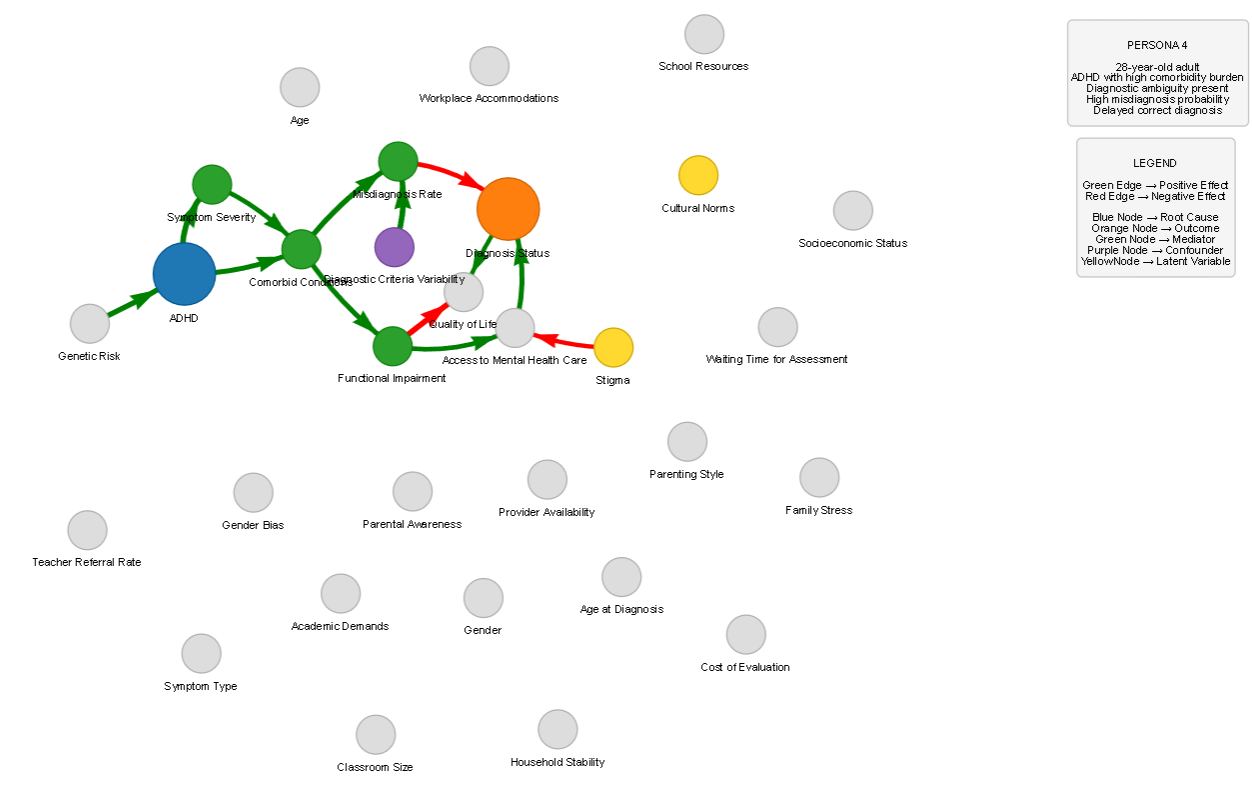 School Resources
Workplace Accommodations
Age
PERSONA 4
28-year-old adult
ADHD with high comorbidity burden
Diagnostic ambiguity present
High misdiagnosis probability
Delayed correct diagnosis
LEGEND
Green Edge → Positive Effect
Red Edge → Negative Effect
Blue Node → Root Cause
Orange Node → Outcome
Green Node → Mediator
Purple Node → Confounder
YellowNode → Latent Variable
Misdiagnosis Rate
Cultural Norms
Symptom Severity
Socioeconomic Status
Diagnosis Status
Comorbid Conditions
Diagnostic Criteria Variability
ADHD
Quality of Life
Genetic Risk
Access to Mental Health Care
Waiting Time for Assessment
Functional Impairment
Stigma
Parenting Style
Family Stress
Provider Availability
Gender Bias
Parental Awareness
Teacher Referral Rate
Age at Diagnosis
Academic Demands
Gender
Cost of Evaluation
Symptom Type
Household Stability
Classroom Size